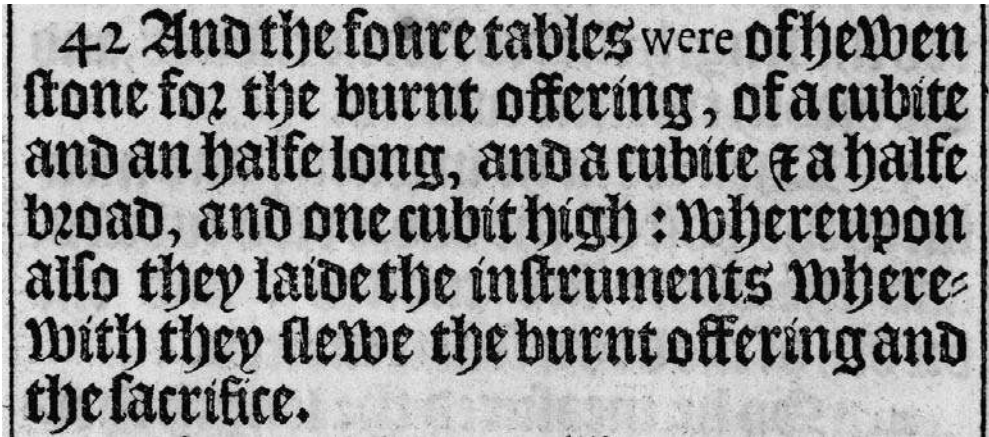 42 And the foure tables were of hewen
ſtone for the burnt offering, of a cubite
and an halfe long, and a cubite & a halfe
broad, and one cubit high : whereupon
alſo they laide the inſtruments where⸗
with they ſlewe the burnt offering and
the ſacrifice.